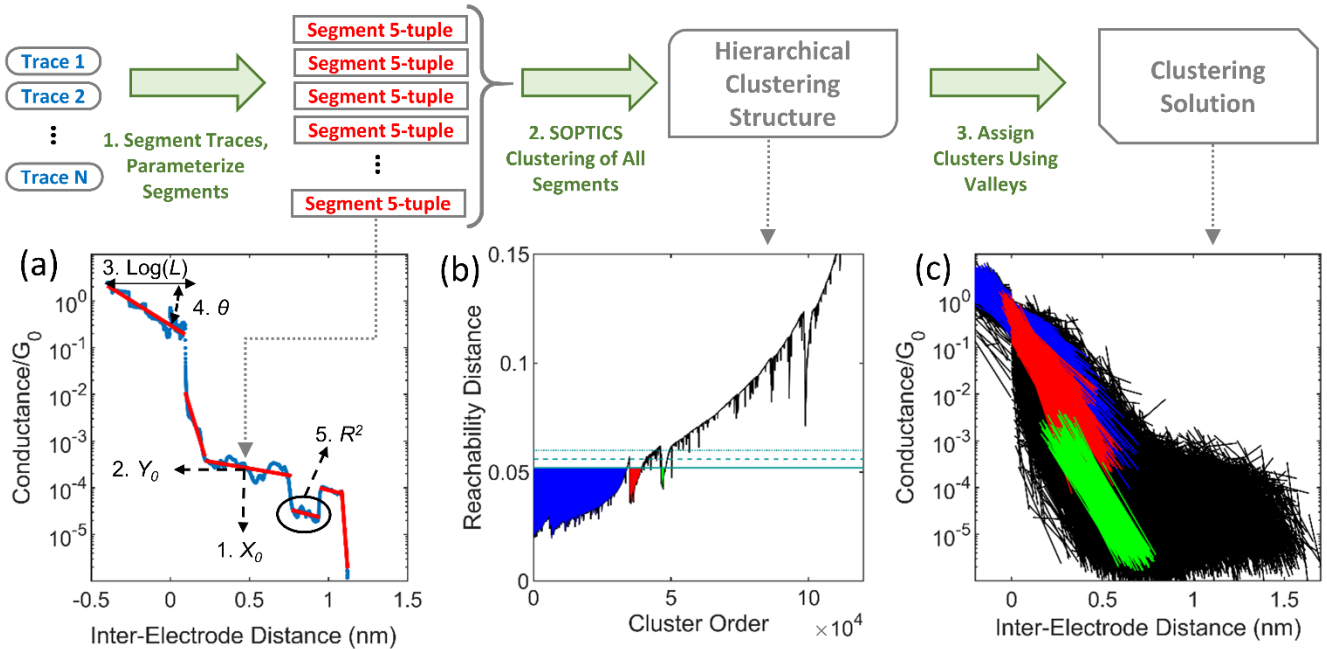 Trace 1
Trace 2
⋮
Trace N
1. Segment Traces,
Parameterize
Segments
Segment 5-tuple
Segment 5-tuple
Segment 5-tuple
Segment 5-tuple
⋮
Segment 5-tuple
2. SOPTICS
Clustering of All
Segments
Hierarchical
Clustering
Structure
3. Assign
Clusters Using
Valleys
Clustering
Solution
(a)
3. Log(L)
4. θ
5. R²
2. Y₀
1. X₀
Conductance/G₀
10⁰
10⁻¹
10⁻²
10⁻³
10⁻⁴
10⁻⁵
-0.5
0
0.5
1
1.5
Inter-Electrode Distance (nm)
(b)
Reachability Distance
0.15
0.1
0.05
0
0
5
10
×10⁴
Cluster Order
(c)
Conductance/G₀
10⁰
10⁻¹
10⁻²
10⁻³
10⁻⁴
10⁻⁵
0
0.5
1
1.5
Inter-Electrode Distance (nm)